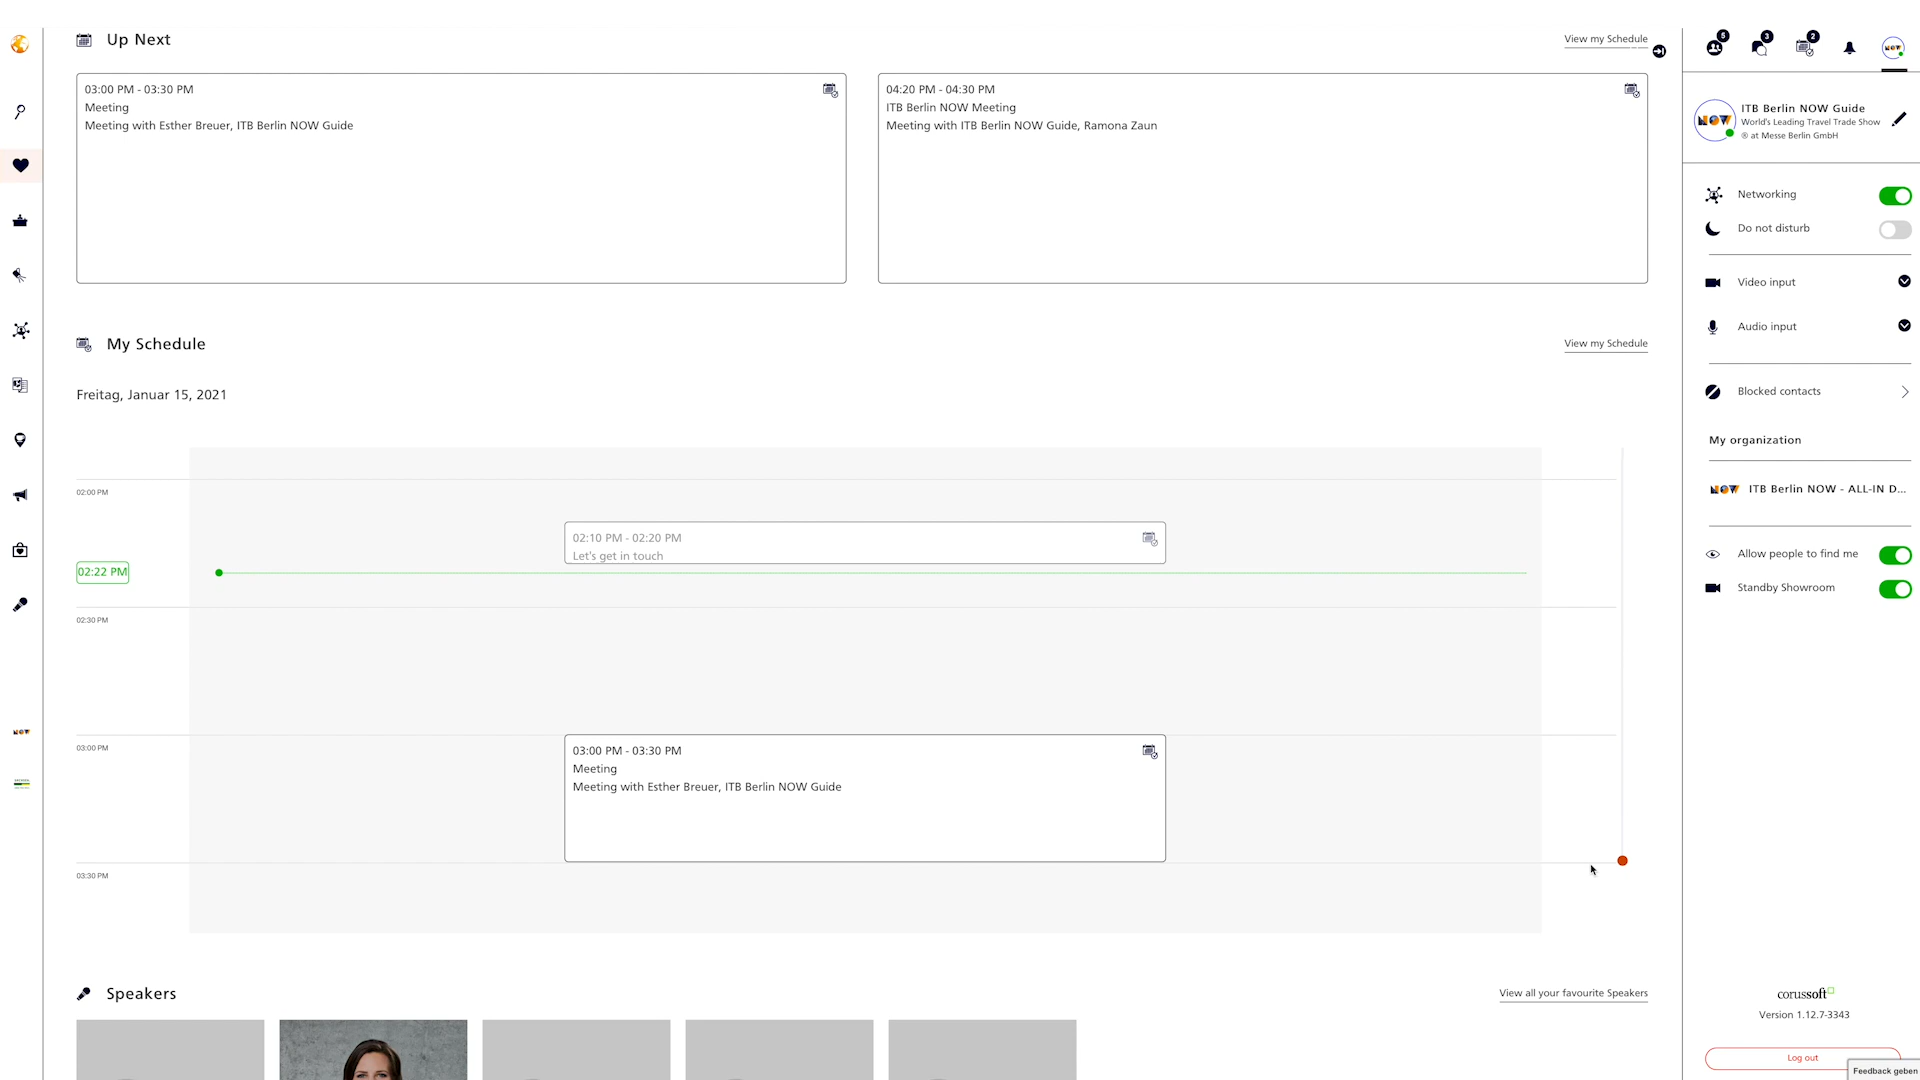 Up Next
View my Schedule
03:00 PM - 03:30 PM
Meeting
Meeting with Esther Breuer, ITB Berlin NOW Guide
04:20 PM - 04:30 PM
ITB Berlin NOW Meeting
Meeting with ITB Berlin NOW Guide, Ramona Zaun
My Schedule
View my Schedule
Freitag, Januar 15, 2021
02:00 PM
02:10 PM - 02:20 PM
Let's get in touch
02:22 PM
02:30 PM
03:00 PM
03:00 PM - 03:30 PM
Meeting
Meeting with Esther Breuer, ITB Berlin NOW Guide
03:30 PM
Speakers
View all your favourite Speakers
NOW
5
3
2
NOW
NOW
ITB Berlin NOW Guide
World's Leading Travel Trade Show
® at Messe Berlin GmbH
Networking
Do not disturb
Video input
Audio input
Blocked contacts
My organization
NOW
ITB Berlin NOW - ALL-IN D...
Allow people to find me
Standby Showroom
corussoft
Version 1.12.7-3343
Log out
Feedback geben